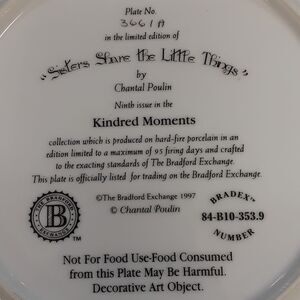 Plate No.
3661A
in the limited edition of
"Sisters Share the Little Things"
by
Chantal Poulin
Ninth issue in the
Kindred Moments
collection which is produced on hard-fire porcelain in an
edition limited to a maximum of 95 firing days and crafted
to the exacting standards of The Bradford Exchange.
This plate is officially listed for trading on the Bradford Exchange.
THE BRADFORD EXCHANGE
B
™
©The Bradford Exchange 1997
© Chantal Poulin
BRADEX™
84-B10-353.9
NUMBER
Not For Food Use-Food Consumed
from this Plate May Be Harmful.
Decorative Art Object.